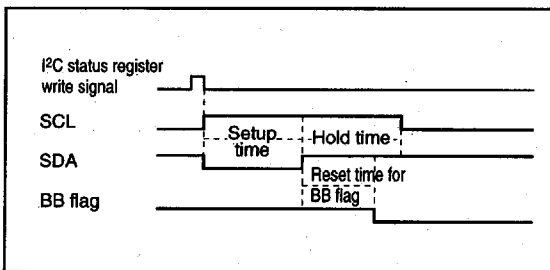 I²C status register
write signal
SCL
Setup
time
Hold time
SDA
Reset time for
BB flag
BB flag